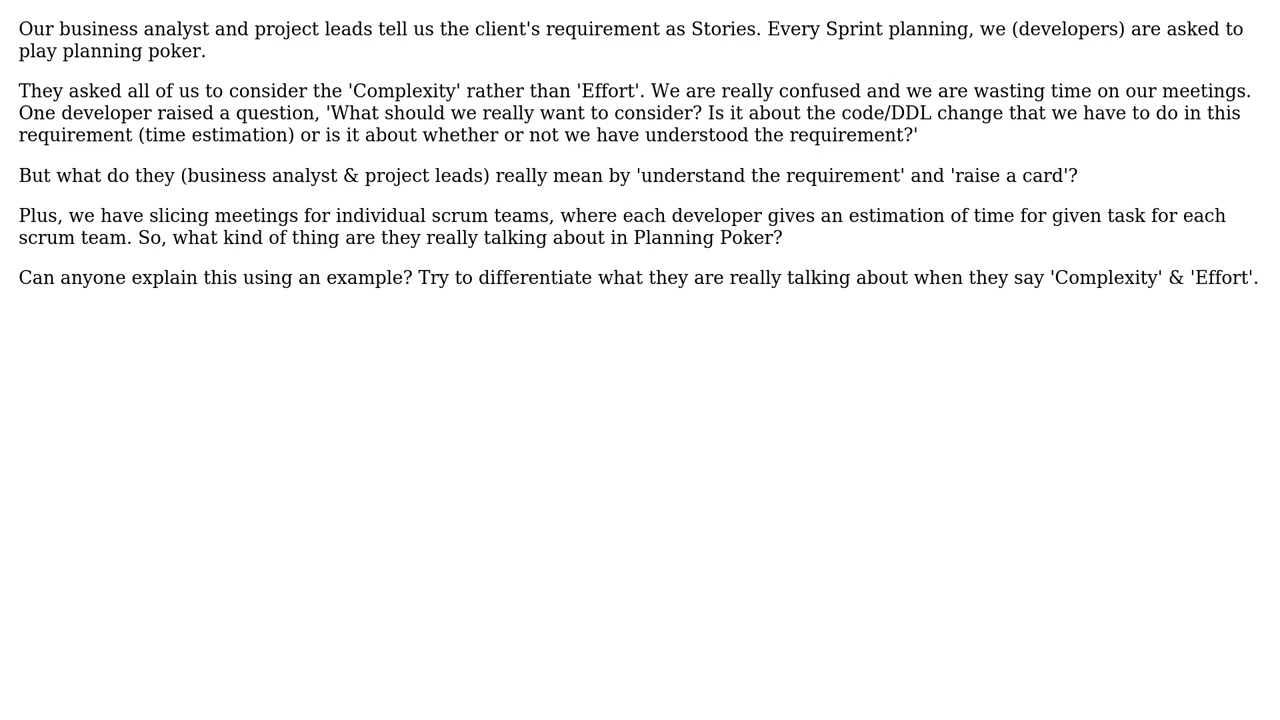 Our business analyst and project leads tell us the client's requirement as Stories. Every Sprint planning, we (developers) are asked to
play planning poker.
They asked all of us to consider the 'Complexity' rather than 'Effort'. We are really confused and we are wasting time on our meetings.
One developer raised a question, 'What should we really want to consider? Is it about the code/DDL change that we have to do in this
requirement (time estimation) or is it about whether or not we have understood the requirement?'
But what do they (business analyst & project leads) really mean by 'understand the requirement' and 'raise a card'?
Plus, we have slicing meetings for individual scrum teams, where each developer gives an estimation of time for given task for each
scrum team. So, what kind of thing are they really talking about in Planning Poker?
Can anyone explain this using an example? Try to differentiate what they are really talking about when they say 'Complexity' & 'Effort'.